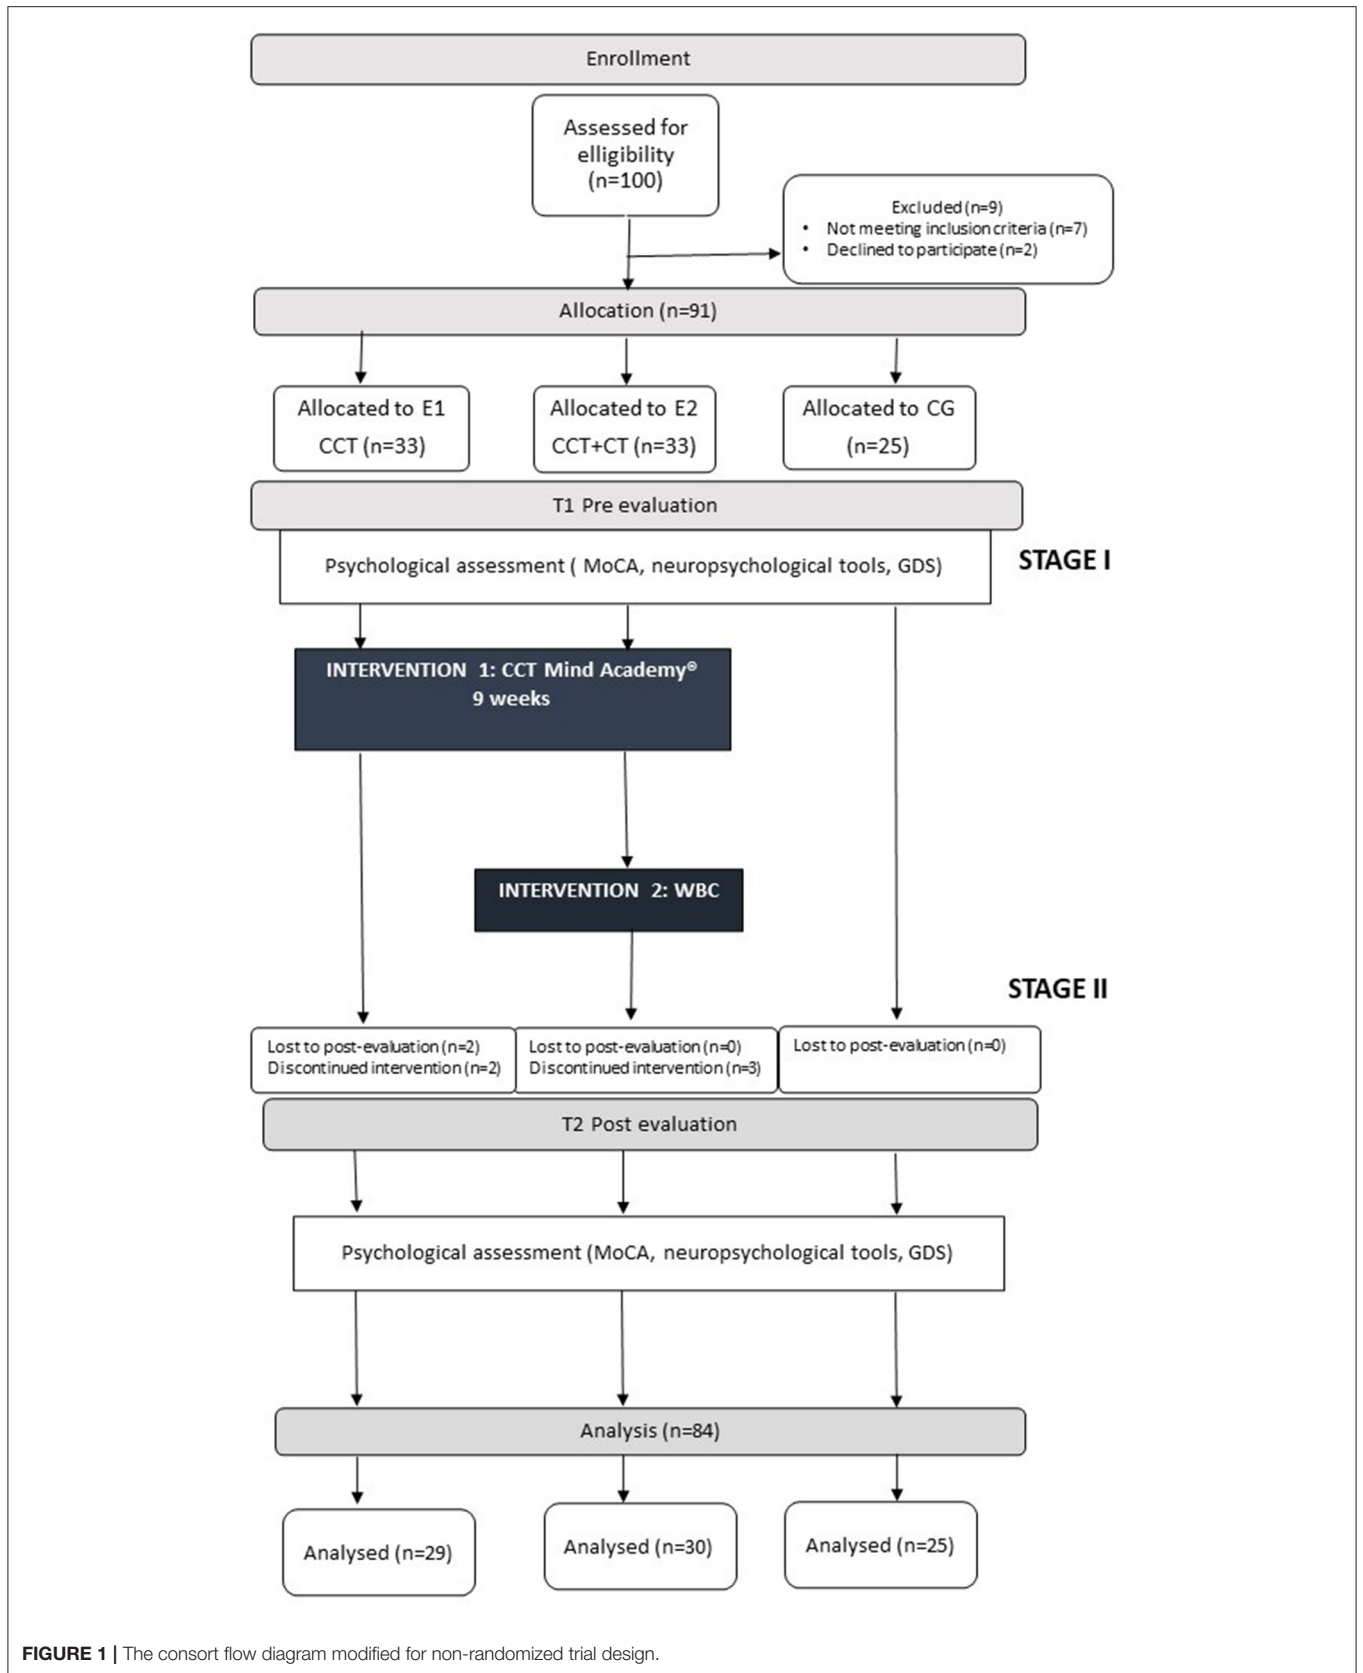 Enrollment
Assessed for
elligibility
(n=100)
Excluded (n=9)
• Not meeting inclusion criteria (n=7)
• Declined to participate (n=2)
Allocation (n=91)
Allocated to E1
CCT (n=33)
Allocated to E2
CCT+CT (n=33)
Allocated to CG
(n=25)
T1 Pre evaluation
Psychological assessment ( MoCA, neuropsychological tools, GDS)
STAGE I
INTERVENTION 1: CCT Mind Academy®
9 weeks
INTERVENTION 2: WBC
STAGE II
Lost to post-evaluation (n=2)
Discontinued intervention (n=2)
Lost to post-evaluation (n=0)
Discontinued intervention (n=3)
Lost to post-evaluation (n=0)
T2 Post evaluation
Psychological assessment (MoCA, neuropsychological tools, GDS)
Analysis (n=84)
Analysed (n=29)
Analysed (n=30)
Analysed (n=25)
FIGURE 1 | The consort flow diagram modified for non-randomized trial design.